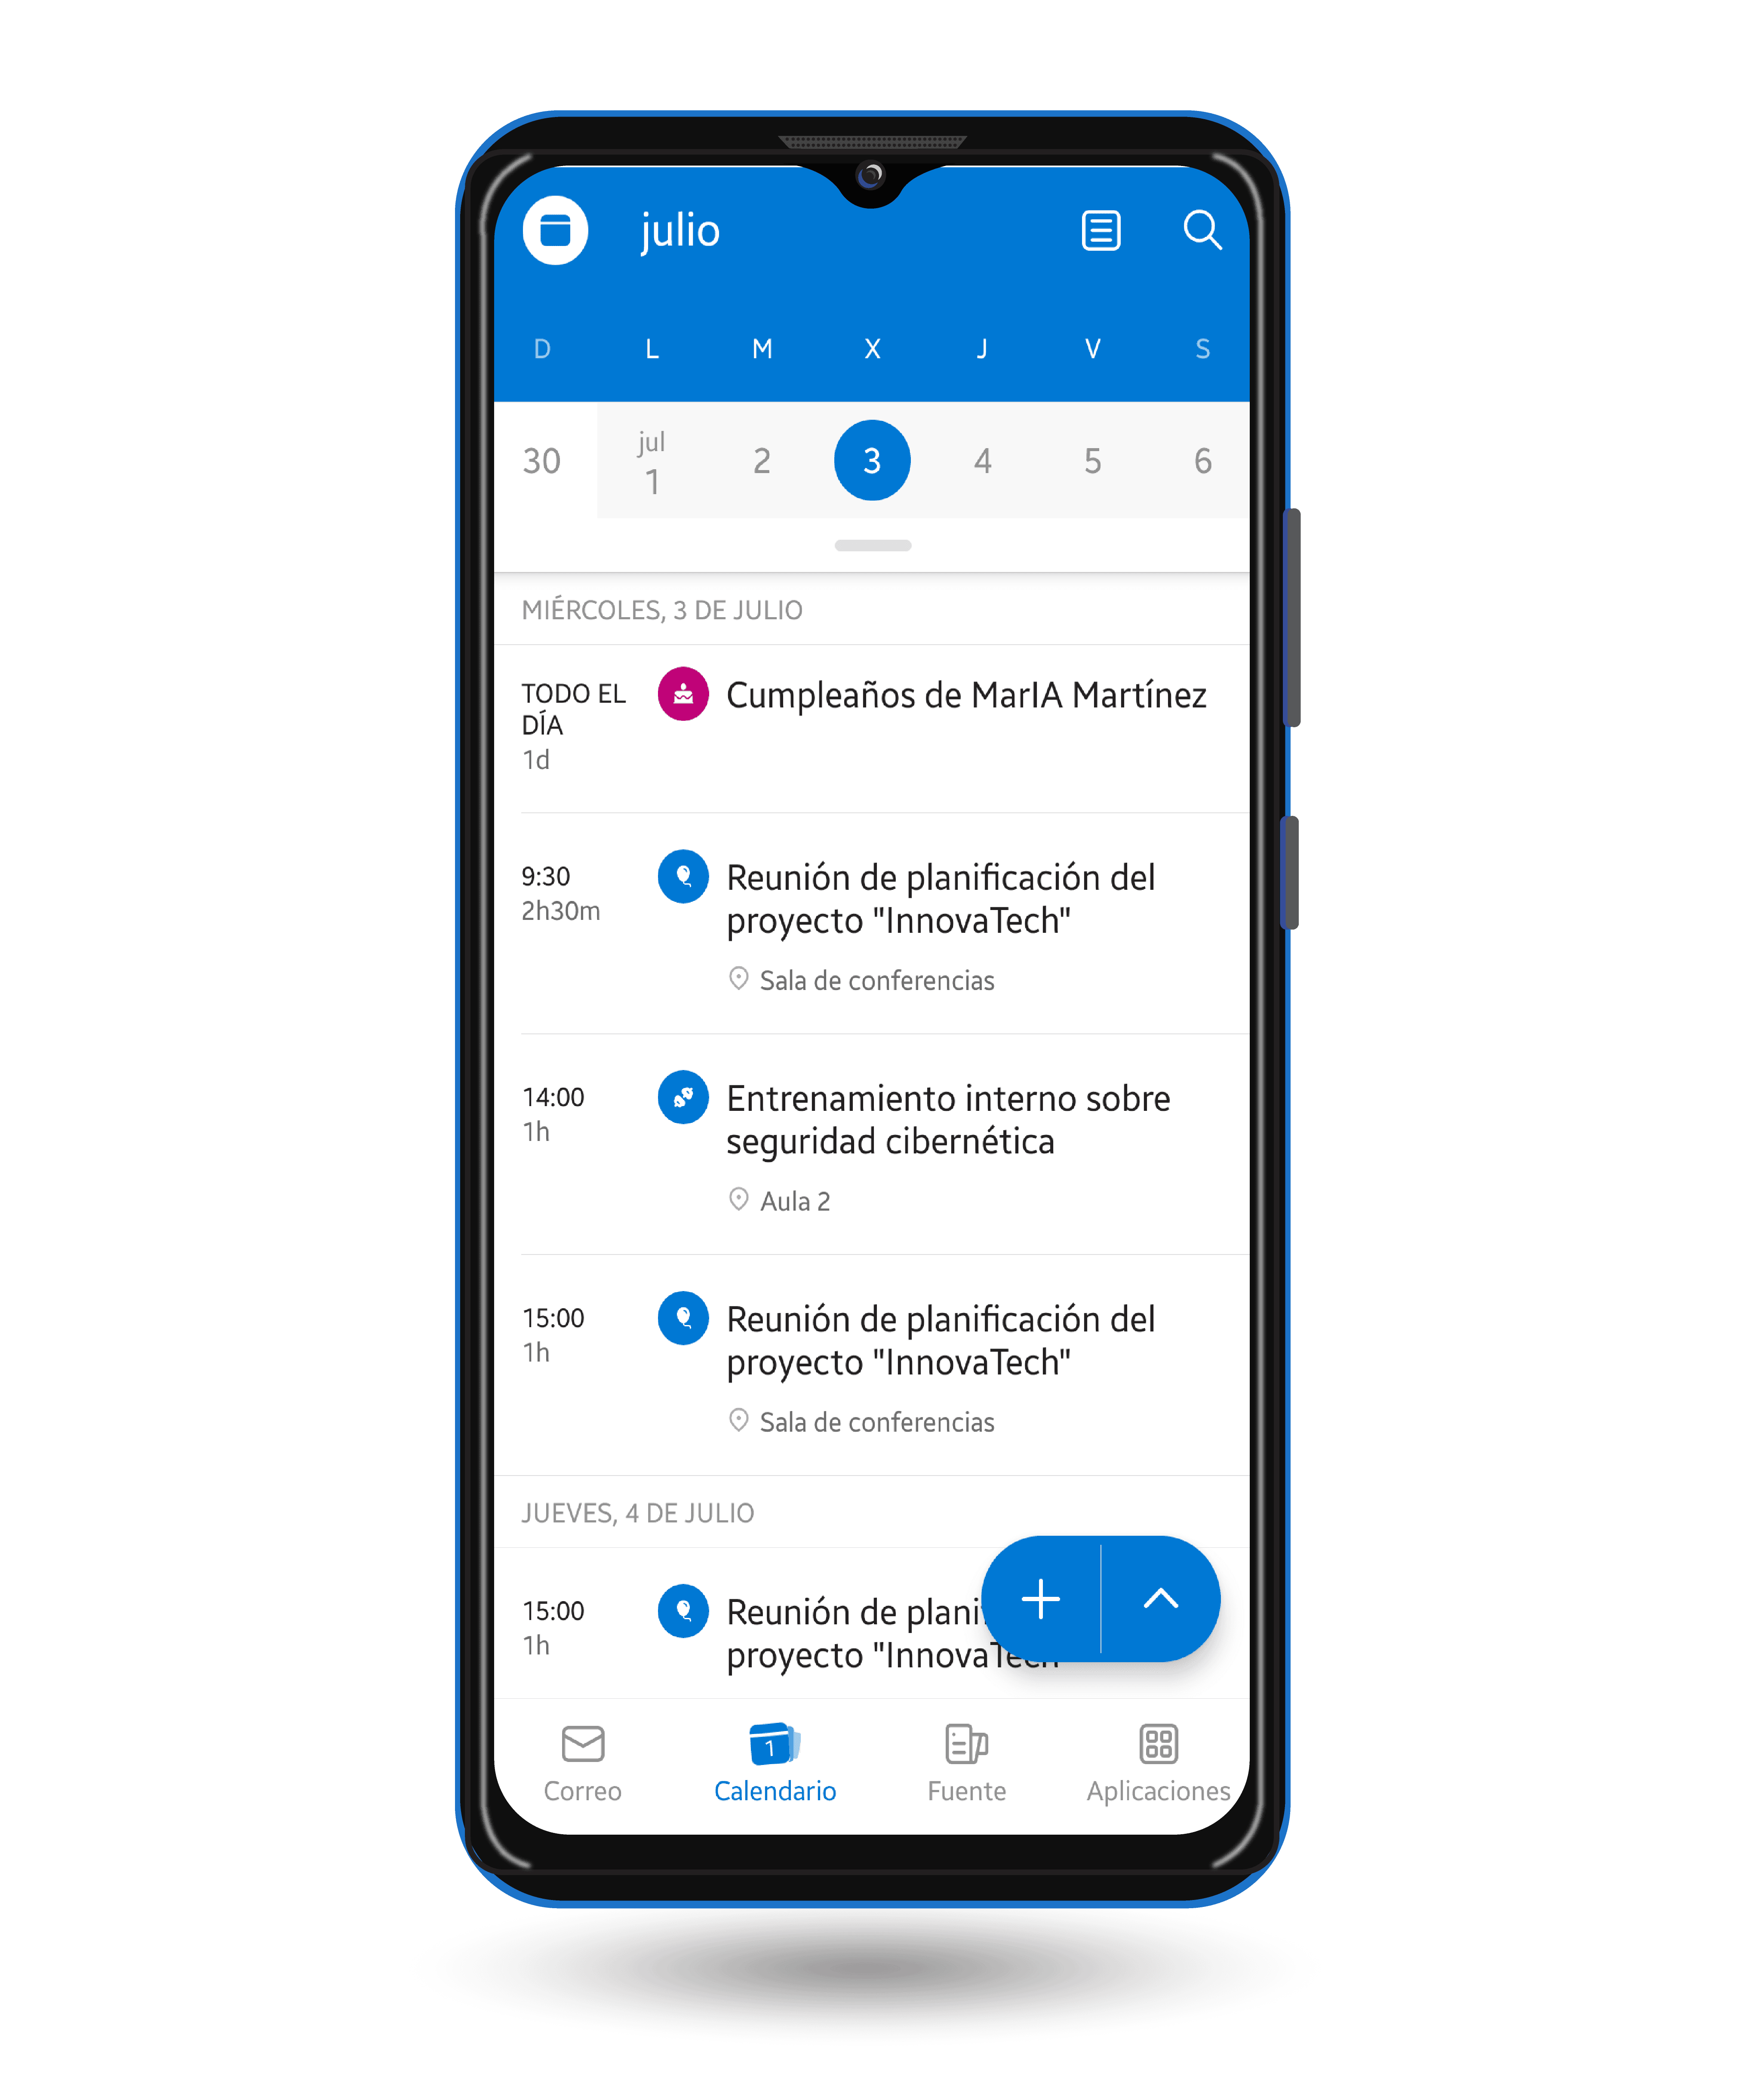 julio
D L M X J V S
jul
30 1 2 3 4 5 6
MIÉRCOLES, 3 DE JULIO
TODO EL
DÍA
1d
Cumpleaños de MarIA Martínez
9:30
2h30m
Reunión de planificación del
proyecto "InnovaTech"
Sala de conferencias
14:00
1h
Entrenamiento interno sobre
seguridad cibernética
Aula 2
15:00
1h
Reunión de planificación del
proyecto "InnovaTech"
Sala de conferencias
JUEVES, 4 DE JULIO
15:00
1h
Reunión de
proyecto "InnovaTech
1
Correo Calendario Fuente Aplicaciones